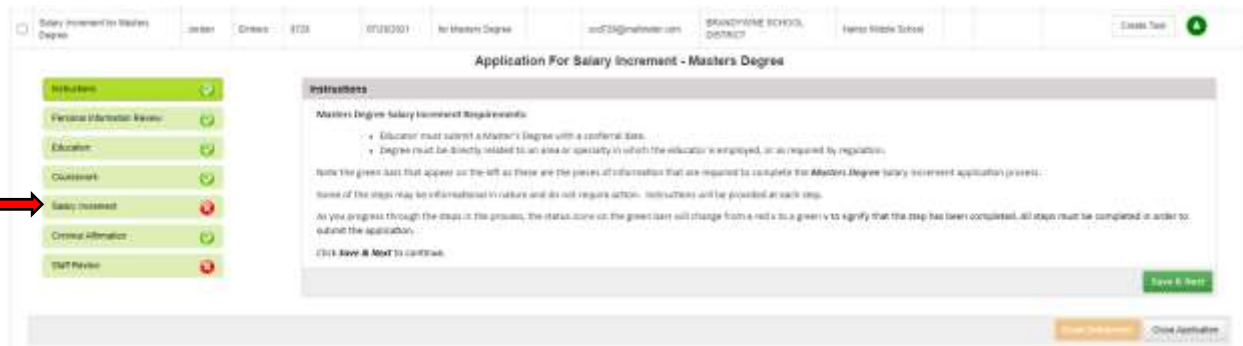 Salary Increment for Masters Degree
07/28/2021
for Masters Degree
BRANDYWINE SCHOOL DISTRICT
Middle School
Create Task
Application For Salary Increment - Masters Degree
Instructions
Personal Information Review
Education
Coursework
Salary Increment
Criminal Affirmation
Staff Review
Instructions
Masters Degree Salary Increment Requirements:
• Educator must submit a Master's Degree with a conferral date.
• Degree must be directly related to an area or specialty in which the educator is employed, or as required by regulation.
Note the green bars that appear on the left as these are the pieces of information that are required to complete the Masters Degree salary increment application process.
Some of the steps may be informational in nature and do not require action. Instructions will be provided at each step.
As you progress through the steps in the process, the status icons on the green bars will change from a red x to a green v to signify that the step has been completed. All steps must be completed in order to
submit the application.
Click Save & Next to continue.
Save & Next
Close Application